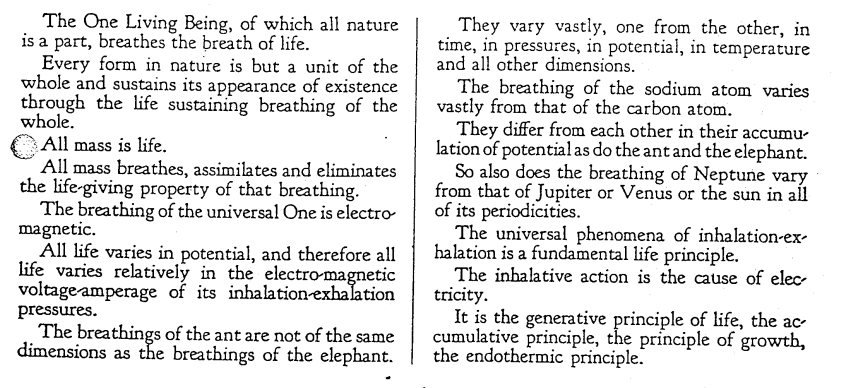 The One Living Being, of which all nature
is a part, breathes the breath of life.
Every form in nature is but a unit of the
whole and sustains its appearance of existence
through the life sustaining breathing of the
whole.
All mass is life.
All mass breathes, assimilates and eliminates
the life-giving property of that breathing.
The breathing of the universal One is electro-
magnetic.
All life varies in potential, and therefore all
life varies relatively in the electro-magnetic
voltage-amperage of its inhalation-exhalation
pressures.
The breathings of the ant are not of the same
dimensions as the breathings of the elephant.
They vary vastly, one from the other, in
time, in pressures, in potential, in temperature
and all other dimensions.
The breathing of the sodium atom varies
vastly from that of the carbon atom.
They differ from each other in their accumu-
lation of potential as do the ant and the elephant.
So also does the breathing of Neptune vary
from that of Jupiter or Venus or the sun in all
of its periodicities.
The universal phenomena of inhalation-ex-
halation is a fundamental life principle.
The inhalative action is the cause of elec-
tricity.
It is the generative principle of life, the ac-
cumulative principle, the principle of growth,
the endothermic principle.